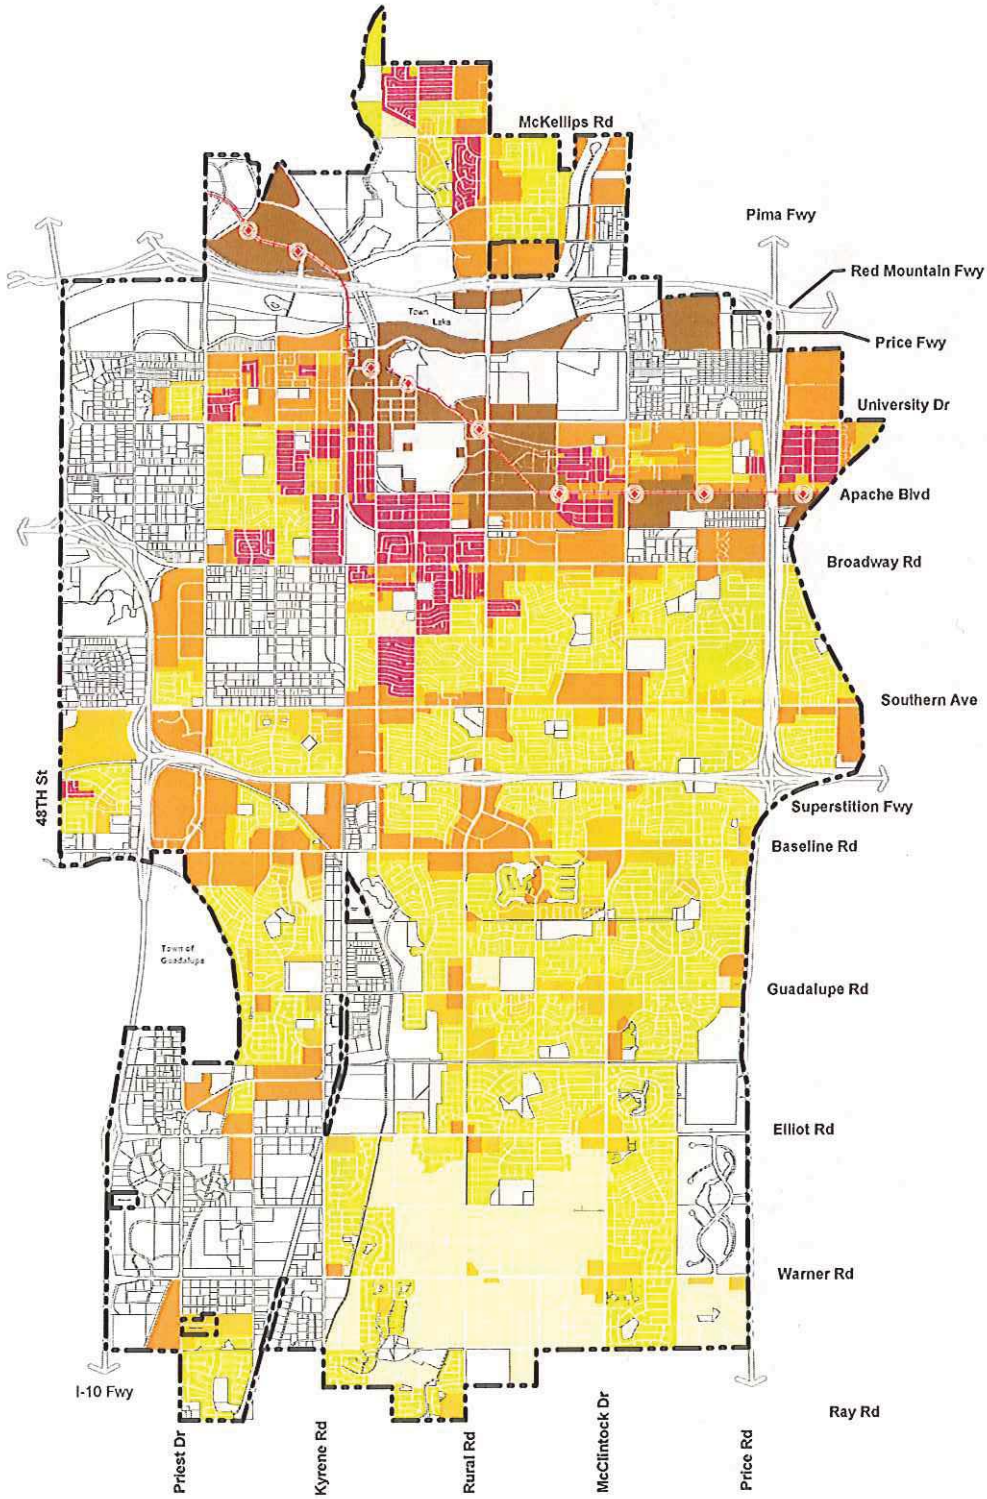 McKellips Rd
Pima Fwy
Red Mountain Fwy
Town
Lake
Price Fwy
University Dr
Apache Blvd
Broadway Rd
Southern Ave
48TH St
Superstition Fwy
Baseline Rd
Town of
Guadalupe
Guadalupe Rd
Elliot Rd
Warner Rd
I-10 Fwy
Ray Rd
Priest Dr
Kyrene Rd
Rural Rd
McClintock Dr
Price Rd